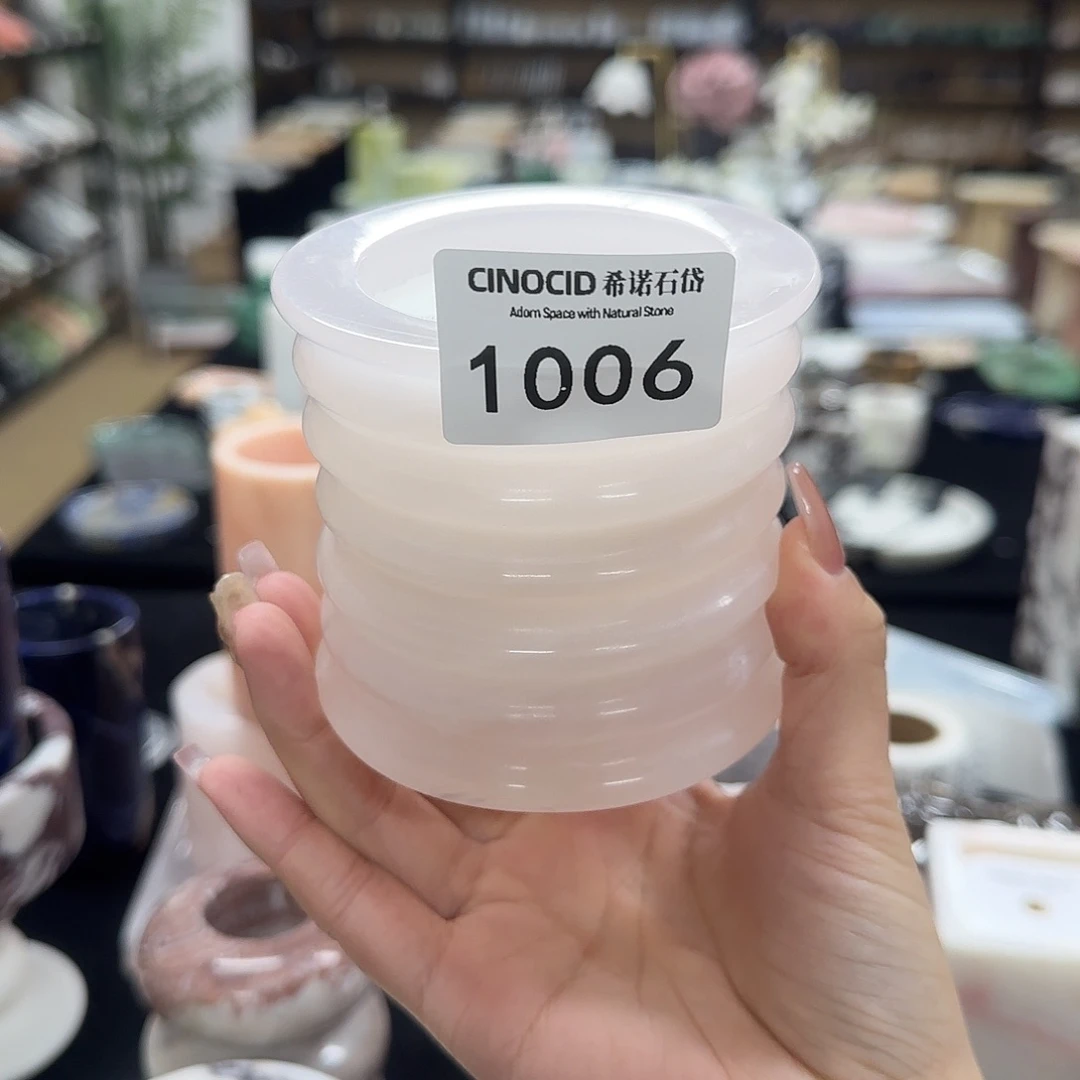 CINOCID 希诺石岱
Adorn Space with Natural Stone
1006